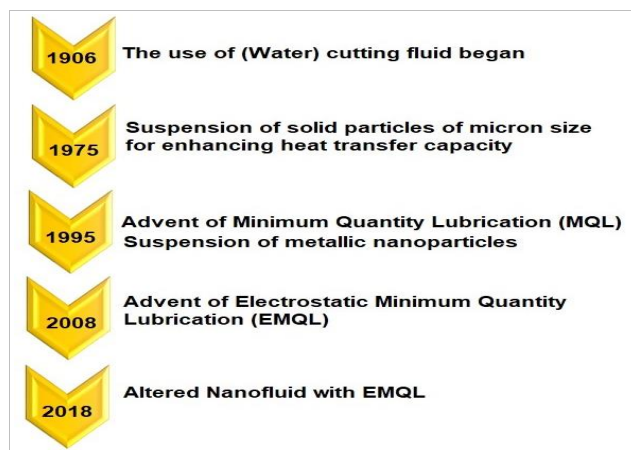 1906
The use of (Water) cutting fluid began
1975
Suspension of solid particles of micron size
for enhancing heat transfer capacity
1995
Advent of Minimum Quantity Lubrication (MQL)
Suspension of metallic nanoparticles
2008
Advent of Electrostatic Minimum Quantity
Lubrication (EMQL)
2018
Altered Nanofluid with EMQL